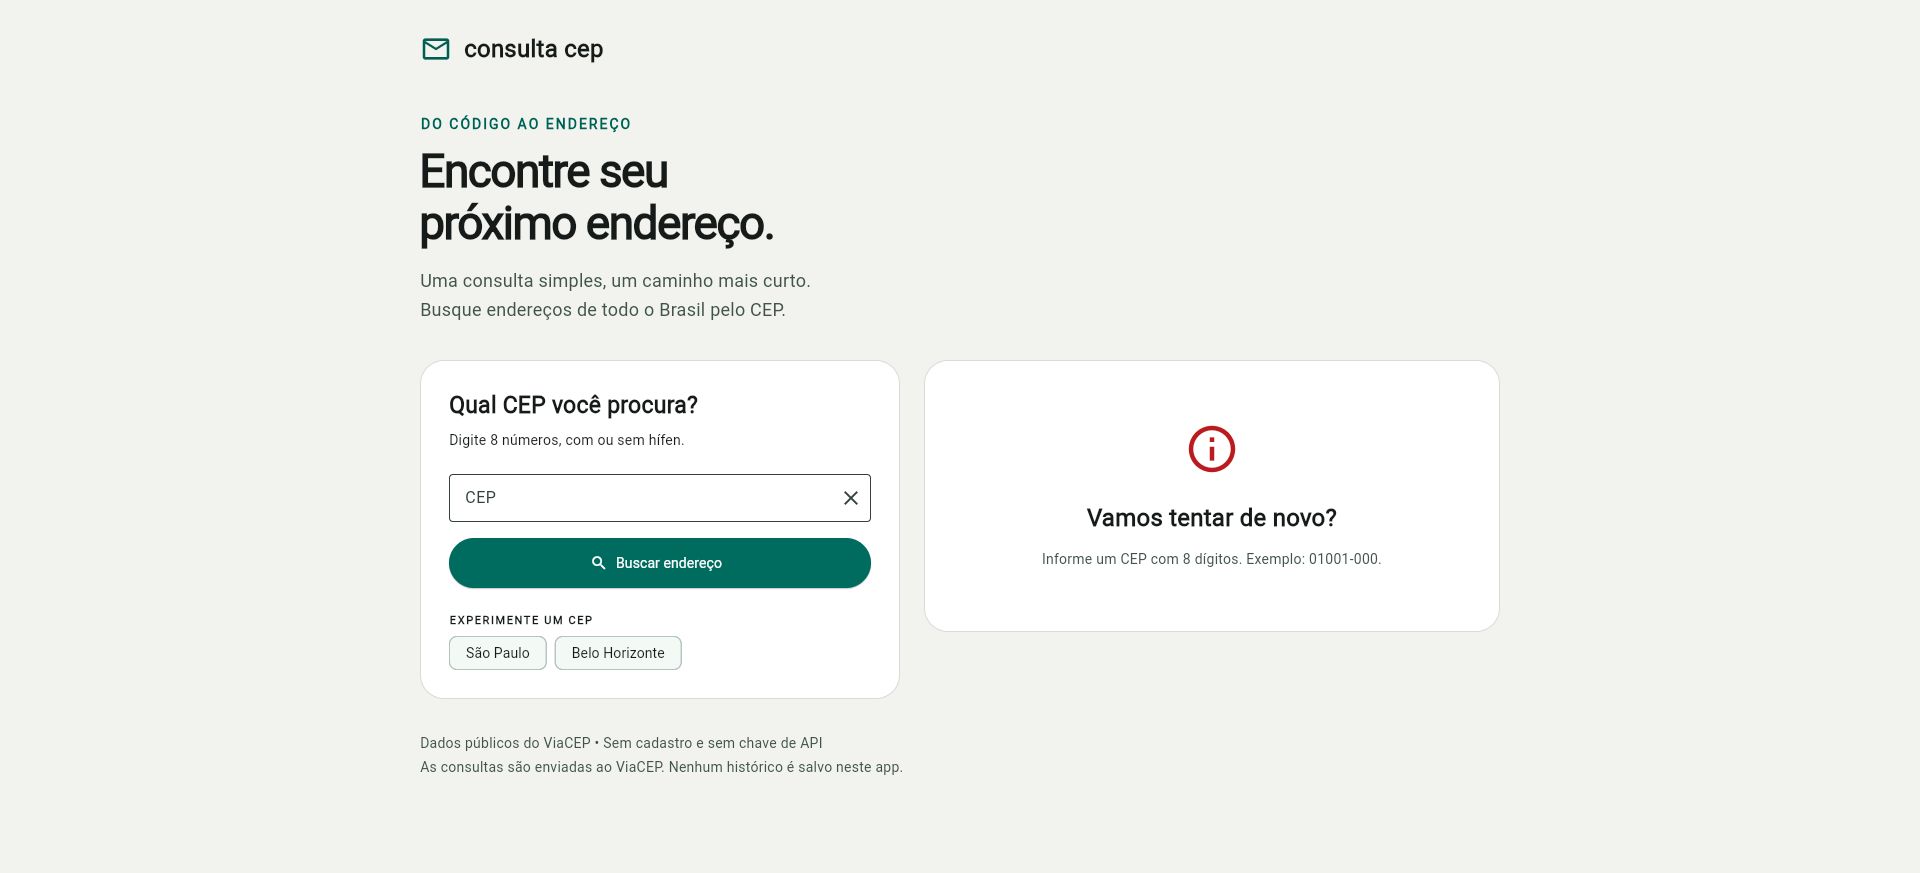 consulta cep
DO CÓDIGO AO ENDEREÇO
Encontre seu
próximo endereço.
Uma consulta simples, um caminho mais curto.
Busque endereços de todo o Brasil pelo CEP.
Qual CEP você procura?
Digite 8 números, com ou sem hífen.
CEP
Buscar endereço
EXPERIMENTE UM CEP
São Paulo
Belo Horizonte
Vamos tentar de novo?
Informe um CEP com 8 dígitos. Exemplo: 01001-000.
Dados públicos do ViaCEP • Sem cadastro e sem chave de API
As consultas são enviadas ao ViaCEP. Nenhum histórico é salvo neste app.